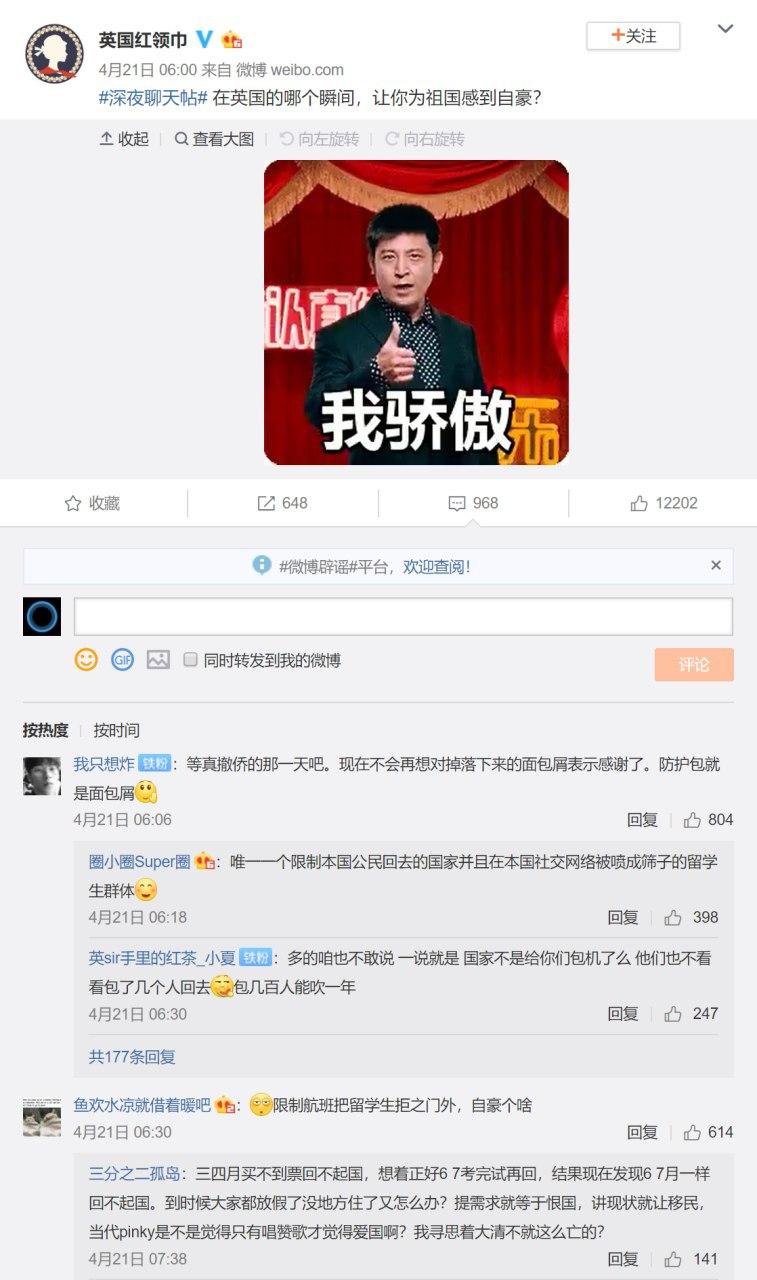 英国红领巾
+关注
4月21日 06:00 来自 微博 weibo.com
#深夜聊天帖# 在英国的哪个瞬间，让你为祖国感到自豪？
收起
查看大图
向左旋转
向右旋转
我骄傲
收藏
648
968
12202
#微博辟谣#平台，欢迎查阅！
GIF
同时转发到我的微博
评论
按热度
按时间
我只想炸 铁粉：等真撤侨的那一天吧。现在不会再想对掉落下来的面包屑表示感谢了。防护包就
是面包屑
4月21日 06:06
回复
804
圈小圈Super圈：唯一一个限制本国公民回去的国家并且在本国社交网络被喷成筛子的留学
生群体
4月21日 06:18
回复
398
英sir手里的红茶_小夏 铁粉：多的咱也不敢说 一说就是 国家不是给你们包机了么 他们也不看
看包了几个人回去包几百人能吹一年
4月21日 06:30
回复
247
共177条回复
鱼欢水凉就借着暖吧：限制航班把留学生拒之门外，自豪个啥
4月21日 06:30
回复
614
三分之二孤岛：三四月买不到票回不起国，想着正好6 7考完试再回，结果现在发现6 7月一样
回不起国。到时候大家都放假了没地方住了又怎么办？提需求就等于恨国，讲现状就让移民，
当代pinky是不是觉得只有唱赞歌才觉得爱国啊？我寻思着大清不就这么亡的？
4月21日 07:38
回复
141